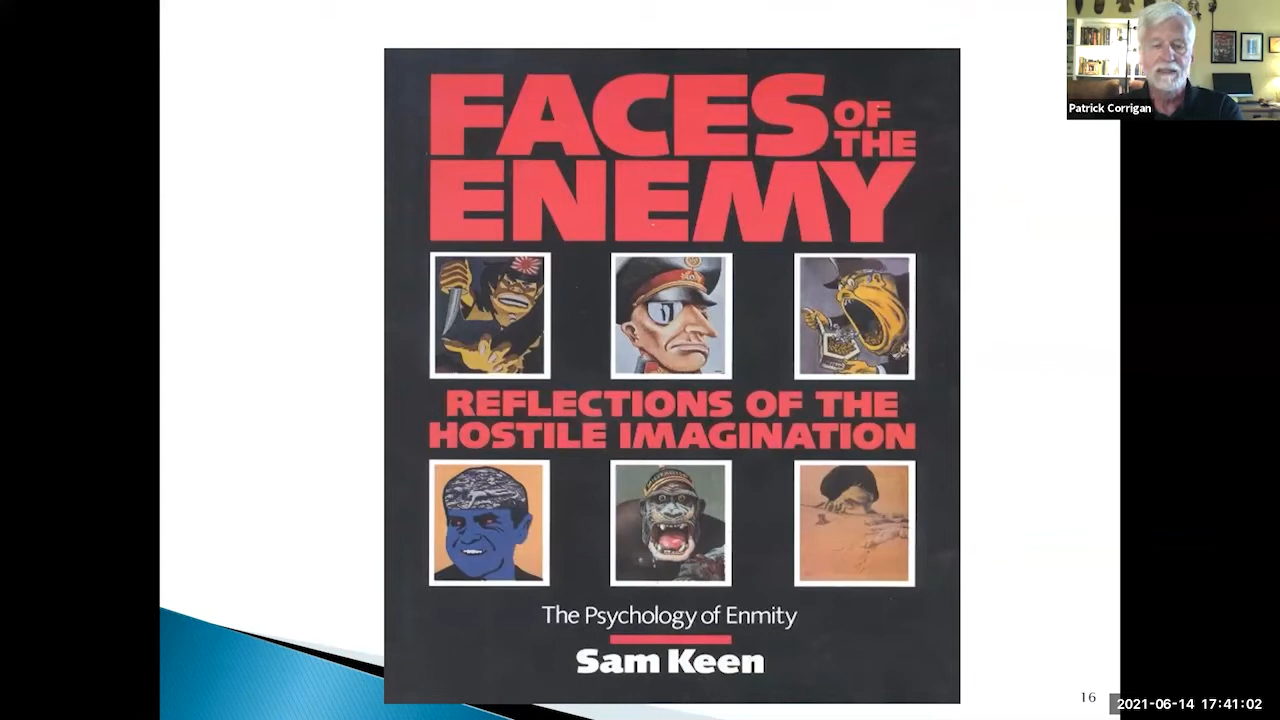 FACES OF THE
ENEMY
REFLECTIONS OF THE
HOSTILE IMAGINATION
The Psychology of Enmity
Sam Keen
Patrick Corrigan
16
2021-06-14 17:41:02